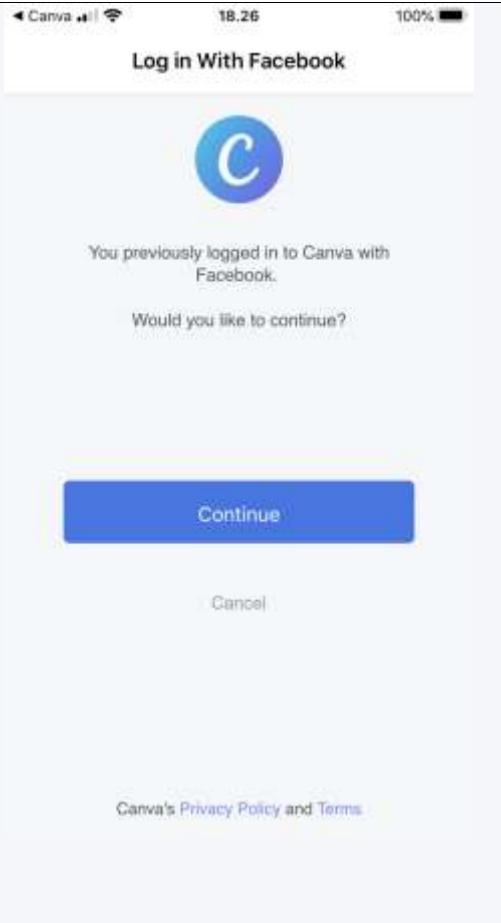 Canva 18.26 100%
Log in With Facebook
C
You previously logged in to Canva with
Facebook.
Would you like to continue?
Continue
Cancel
Canva's Privacy Policy and Terms